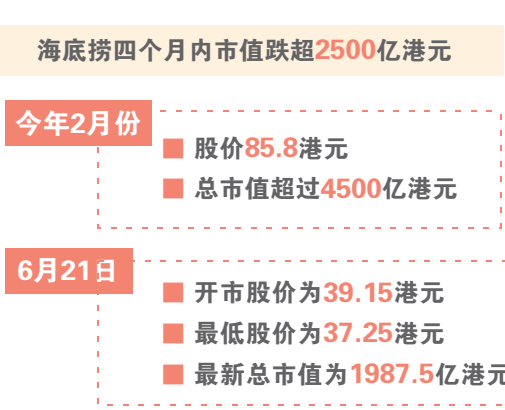 海底捞四个月内市值跌超2500亿港元
今年2月份
股价85.8港元
总市值超过4500亿港元
6月21日
开市股价为39.15港元
最低股价为37.25港元
最新总市值为1987.5亿港元